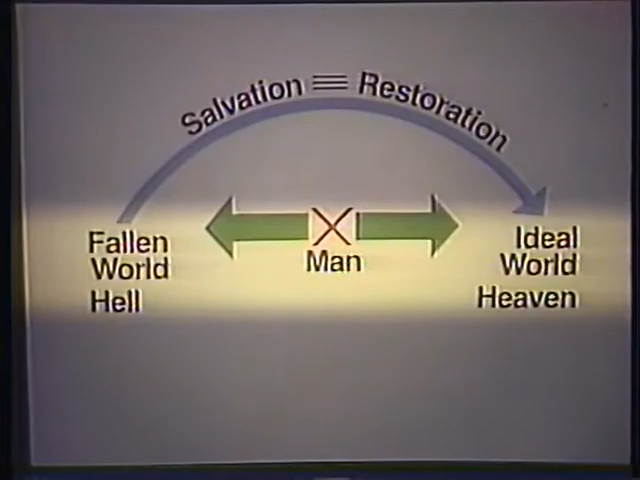 Salvation ≡ Restoration
Fallen
World
Hell
Man
Ideal
World
Heaven